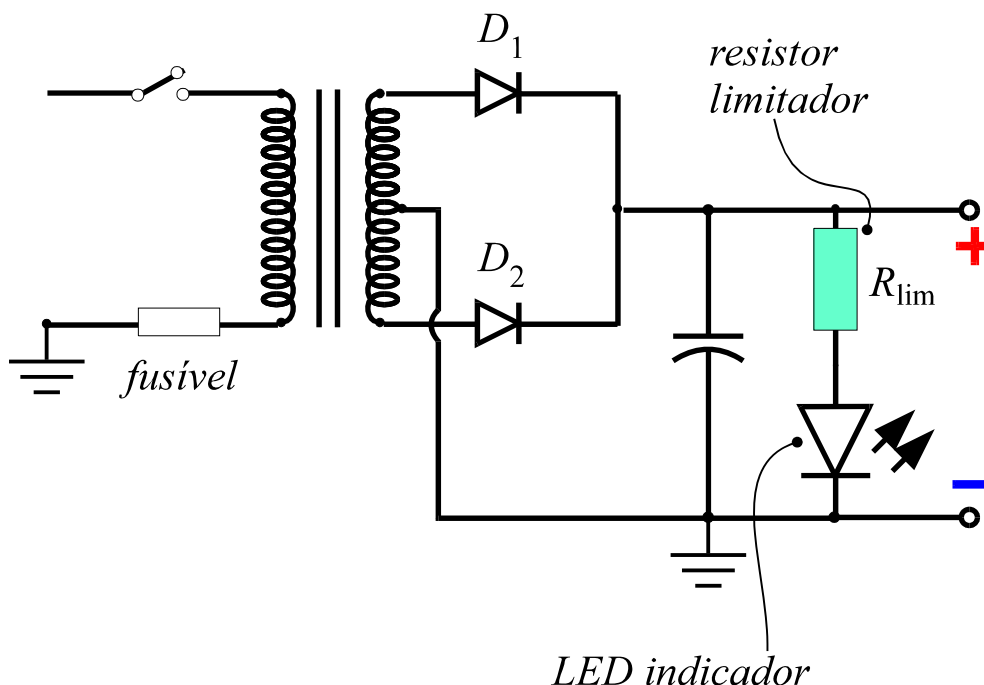 D1
resistor
limitador
D2
+
Rlim
fusível
−
LED indicador